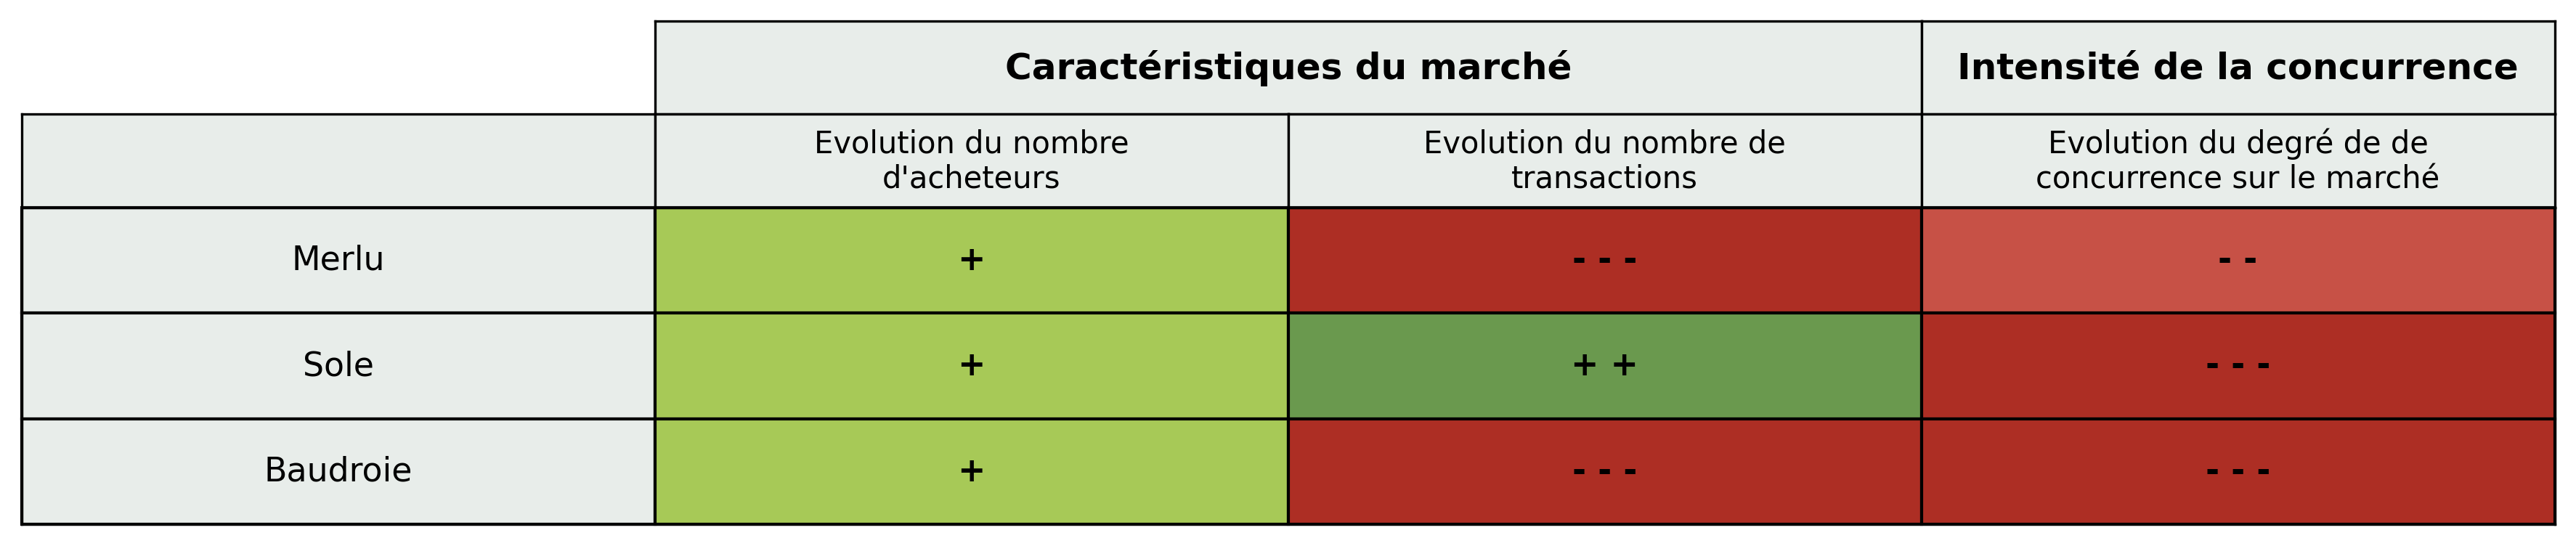 Caractéristiques du marché
Intensité de la concurrence
Evolution du nombre
d'acheteurs
Evolution du nombre de
transactions
Evolution du degré de de
concurrence sur le marché
Merlu
+
- - -
- -
Sole
+
+ +
- - -
Baudroie
+
- - -
- - -